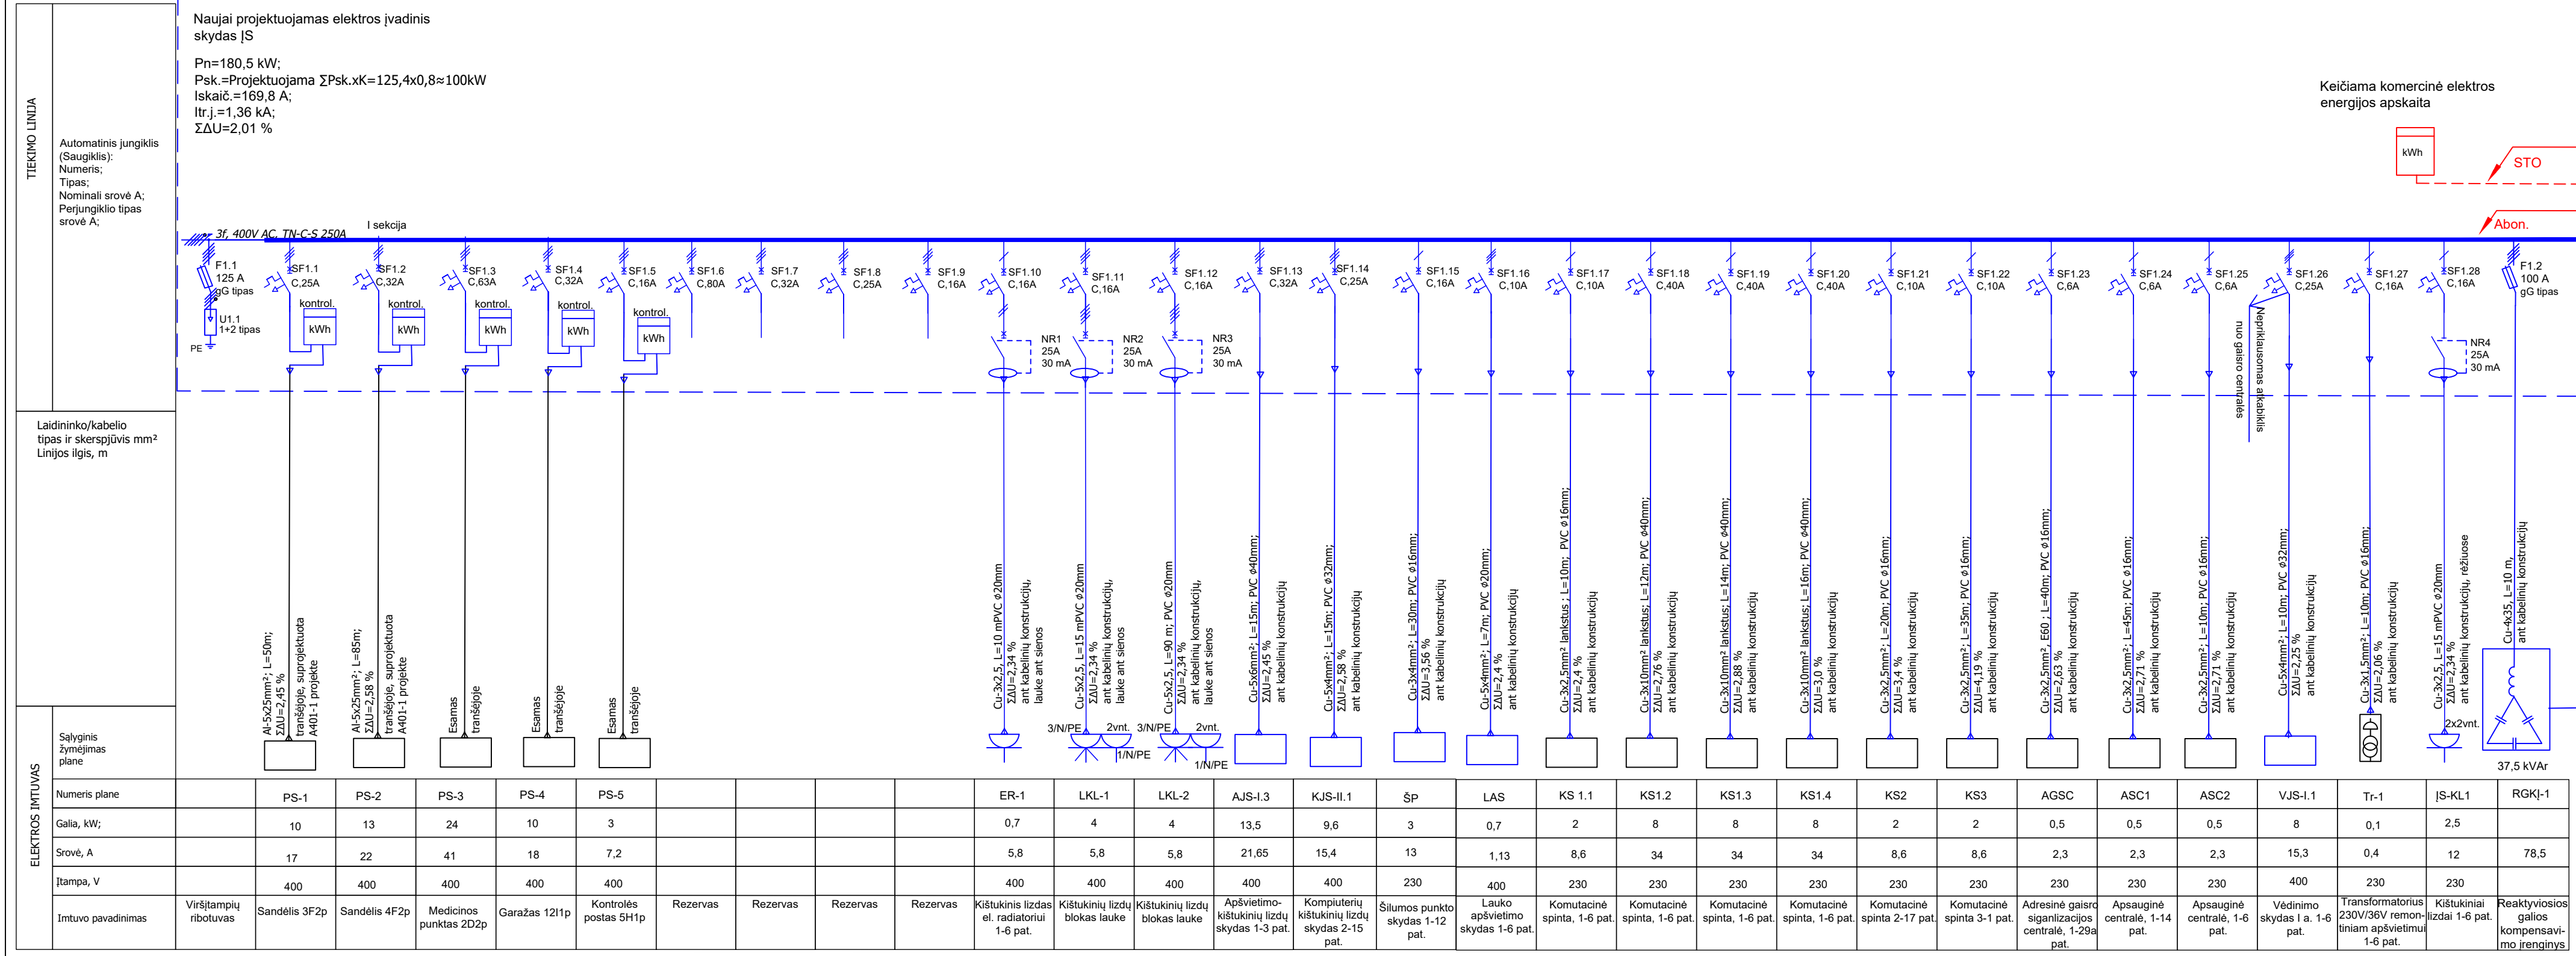 Naujai projektuojamas elektros įvadinis
skydas ĮS
Pn=180,5 kW;
Psk.=Projektuojama ∑Psk.xK=125,4x0,8≈100kW
Iskaič.=169,8 A;
Itr.j.=1,36 kA;
ΣΔU=2,01 %
Keičiama komercinė elektros
energijos apskaita
kWh
STO
Abon.
TIEKIMO LINIJA
Automatinis jungiklis
(Saugiklis):
Numeris;
Tipas;
Nominali srovė A;
Perjungiklio tipas
srovė A;
3f, 400V AC, TN-C-S 250A
I sekcija
F1.1
125 A
gG tipas
U1.1
1+2 tipas
PE
SF1.1
C,25A
kontrol.
kWh
SF1.2
C,32A
kontrol.
kWh
SF1.3
C,63A
kontrol.
kWh
SF1.4
C,32A
kontrol.
kWh
SF1.5
C,16A
kontrol.
kWh
SF1.6
C,80A
SF1.7
C,32A
SF1.8
C,25A
SF1.9
C,16A
SF1.10
C,16A
NR1
25A
30 mA
SF1.11
C,16A
NR2
25A
30 mA
SF1.12
C,16A
NR3
25A
30 mA
SF1.13
C,32A
SF1.14
C,25A
SF1.15
C,16A
SF1.16
C,10A
SF1.17
C,10A
SF1.18
C,40A
SF1.19
C,40A
SF1.20
C,40A
SF1.21
C,10A
SF1.22
C,10A
SF1.23
C,6A
SF1.24
C,6A
SF1.25
C,6A
SF1.26
C,25A
Nepriklausomas atkabiklis
nuo gaisro centralės
SF1.27
C,16A
SF1.28
C,16A
NR4
25A
30 mA
F1.2
100 A
gG tipas
Laidininko/kabelio
tipas ir skerspjūvis mm²
Linijos ilgis, m
Al-5x25mm²; L=50m;
ΣΔU=2,45 %
tranšėjoje, suprojektuota
A401-1 projekte
Al-5x25mm²; L=85m;
ΣΔU=2,58 %
tranšėjoje, suprojektuota
A401-1 projekte
Esamas
tranšėjoje
Esamas
tranšėjoje
Esamas
tranšėjoje
Cu-3x2,5, L=10 mPVC ⌀20mm
ΣΔU=2,34 %
ant kabelinių konstrukcijų,
lauke ant sienos
Cu-5x2,5, L=15 mPVC ⌀20mm
ΣΔU=2,34 %
ant kabelinių konstrukcijų,
lauke ant sienos
Cu-5x2,5, L=90 m; PVC ⌀20mm
ΣΔU=2,34 %
ant kabelinių konstrukcijų,
lauke ant sienos
Cu-5x6mm²; L=15m; PVC ⌀40mm;
ΣΔU=2,45 %
ant kabelinių konstrukcijų
Cu-5x4mm²; L=15m; PVC ⌀32mm;
ΣΔU=2,58 %
ant kabelinių konstrukcijų
Cu-3x4mm²; L=30m; PVC ⌀16mm;
ΣΔU=3,56 %
ant kabelinių konstrukcijų
Cu-5x4mm²; L=7m; PVC ⌀20mm;
ΣΔU=2,4 %
ant kabelinių konstrukcijų
Cu-3x2,5mm² lankstus ; L=10m; PVC ⌀16mm;
ΣΔU=2,4 %
ant kabelinių konstrukcijų
Cu-3x10mm² lankstus; L=12m; PVC ⌀40mm;
ΣΔU=2,76 %
ant kabelinių konstrukcijų
Cu-3x10mm² lankstus; L=14m; PVC ⌀40mm;
ΣΔU=2,88 %
ant kabelinių konstrukcijų
Cu-3x10mm² lankstus; L=16m; PVC ⌀40mm;
ΣΔU=3,0 %
ant kabelinių konstrukcijų
Cu-3x2,5mm²; L=20m; PVC ⌀16mm;
ΣΔU=3,4 %
ant kabelinių konstrukcijų
Cu-3x2,5mm²; L=35m; PVC ⌀16mm;
ΣΔU=4,19 %
ant kabelinių konstrukcijų
Cu-3x2,5mm², E60 ; L=40m; PVC ⌀16mm;
ΣΔU=2,63 %
ant kabelinių konstrukcijų
Cu-3x2,5mm²; L=45m; PVC ⌀16mm;
ΣΔU=2,71 %
ant kabelinių konstrukcijų
Cu-3x2,5mm²; L=10m; PVC ⌀16mm;
ΣΔU=2,71 %
ant kabelinių konstrukcijų
Cu-5x4mm²; L=10m; PVC ⌀32mm;
ΣΔU=2,25 %
ant kabelinių konstrukcijų
Cu-3x1,5mm²; L=10m; PVC ⌀16mm;
ΣΔU=2,06 %
ant kabelinių konstrukcijų
Cu-3x2,5, L=15 mPVC ⌀20mm
ΣΔU=2,34 %
ant kabelinių konstrukcijų, rėžiuose
Cu-4x35, L=10 m,
ant kabelinių konstrukcijų
ELEKTROS IMTUVAS
Sąlyginis
žymėjimas
plane
3/N/PE
2vnt.
1/N/PE
3/N/PE
2vnt.
1/N/PE
2x2vnt.
37,5 kVAr
Numeris plane
PS-1 PS-2 PS-3 PS-4 PS-5 ER-1 LKL-1 LKL-2 AJS-I.3 KJS-II.1 ŠP LAS KS 1.1 KS1.2 KS1.3 KS1.4 KS2 KS3 AGSC ASC1 ASC2 VJS-I.1 Tr-1 ĮS-KL1 RGKĮ-1
Galia, kW;
10 13 24 10 3 0,7 4 4 13,5 9,6 3 0,7 2 8 8 8 2 2 0,5 0,5 0,5 8 0,1 2,5
Srovė, A
17 22 41 18 7,2 5,8 5,8 5,8 21,65 15,4 13 1,13 8,6 34 34 34 8,6 8,6 2,3 2,3 2,3 15,3 0,4 12 78,5
Įtampa, V
400 400 400 400 400 400 400 400 400 400 230 400 230 230 230 230 230 230 230 230 230 400 230 230
Imtuvo pavadinimas
Viršįtampių
ribotuvas
Sandėlis 3F2p
Sandėlis 4F2p
Medicinos
punktas 2D2p
Garažas 12I1p
Kontrolės
postas 5H1p
Rezervas
Rezervas
Rezervas
Rezervas
Kištukinis lizdas
el. radiatoriui
1-6 pat.
Kištukinių lizdų
blokas lauke
Kištukinių lizdų
blokas lauke
Apšvietimo-
kištukinių lizdų
skydas 1-3 pat.
Kompiuterių
kištukinių lizdų
skydas 2-15
pat.
Šilumos punkto
skydas 1-12
pat.
Lauko
apšvietimo
skydas 1-6 pat.
Komutacinė
spinta, 1-6 pat.
Komutacinė
spinta, 1-6 pat.
Komutacinė
spinta, 1-6 pat.
Komutacinė
spinta, 1-6 pat.
Komutacinė
spinta 2-17 pat.
Komutacinė
spinta 3-1 pat.
Adresinė gaisro
siganlizacijos
centralė, 1-29a
pat.
Apsauginė
centralė, 1-14
pat.
Apsauginė
centralė, 1-6
pat.
Vėdinimo
skydas I a. 1-6
pat.
Transformatorius
230V/36V remon-
tiniam apšvietimui
1-6 pat.
Kištukiniai
lizdai 1-6 pat.
Reaktyviosios
galios
kompensavi-
mo įrenginys